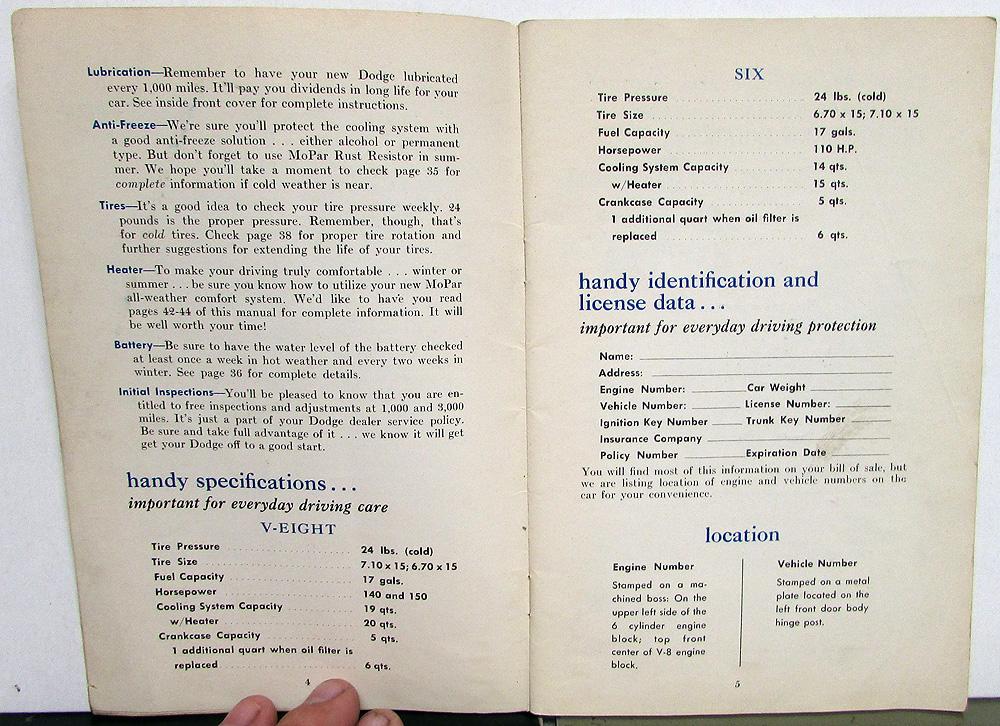 Lubrication—Remember to have your new Dodge lubricated
every 1,000 miles. It'll pay you dividends in long life for your
car. See inside front cover for complete instructions.
Anti-Freeze—We're sure you'll protect the cooling system with
a good anti-freeze solution . . . either alcohol or permanent
type. But don't forget to use MoPar Rust Resistor in sum-
mer. We hope you'll take a moment to check page 35 for
complete information if cold weather is near.
Tires—It's a good idea to check your tire pressure weekly. 24
pounds is the proper pressure. Remember, though, that's
for cold tires. Check page 38 for proper tire rotation and
further suggestions for extending the life of your tires.
Heater—To make your driving truly comfortable . . . winter or
summer . . . be sure you know how to utilize your new MoPar
all-weather comfort system. We'd like to have you read
pages 42-44 of this manual for complete information. It will
be well worth your time!
Battery—Be sure to have the water level of the battery checked
at least once a week in hot weather and every two weeks in
winter. See page 36 for complete details.
Initial Inspections—You'll be pleased to know that you are en-
titled to free inspections and adjustments at 1,000 and 3,000
miles. It's just a part of your Dodge dealer service policy.
Be sure and take full advantage of it . . . we know it will get
get your Dodge off to a good start.
handy specifications . . .
important for everyday driving care
V-EIGHT
Tire Pressure 24 lbs. (cold)
Tire Size 7.10 x 15; 6.70 x 15
Fuel Capacity 17 gals.
Horsepower 140 and 150
Cooling System Capacity 19 qts.
w/Heater 20 qts.
Crankcase Capacity 5 qts.
1 additional quart when oil filter is
replaced 6 qts.
4
SIX
Tire Pressure 24 lbs. (cold)
Tire Size 6.70 x 15; 7.10 x 15
Fuel Capacity 17 gals.
Horsepower 110 H.P.
Cooling System Capacity 14 qts.
w/Heater 15 qts.
Crankcase Capacity 5 qts.
1 additional quart when oil filter is
replaced 6 qts.
handy identification and
license data . . .
important for everyday driving protection
Name:
Address:
Engine Number: Car Weight
Vehicle Number: License Number:
Ignition Key Number Trunk Key Number
Insurance Company
Policy Number Expiration Date
You will find most of this information on your bill of sale, but
we are listing location of engine and vehicle numbers on the
car for your convenience.
location
Engine Number
Stamped on a ma-
chined boss: On the
upper left side of the
6 cylinder engine
block; top front
center of V-8 engine
block.
Vehicle Number
Stamped on a metal
plate located on the
left front door body
hinge post.
5